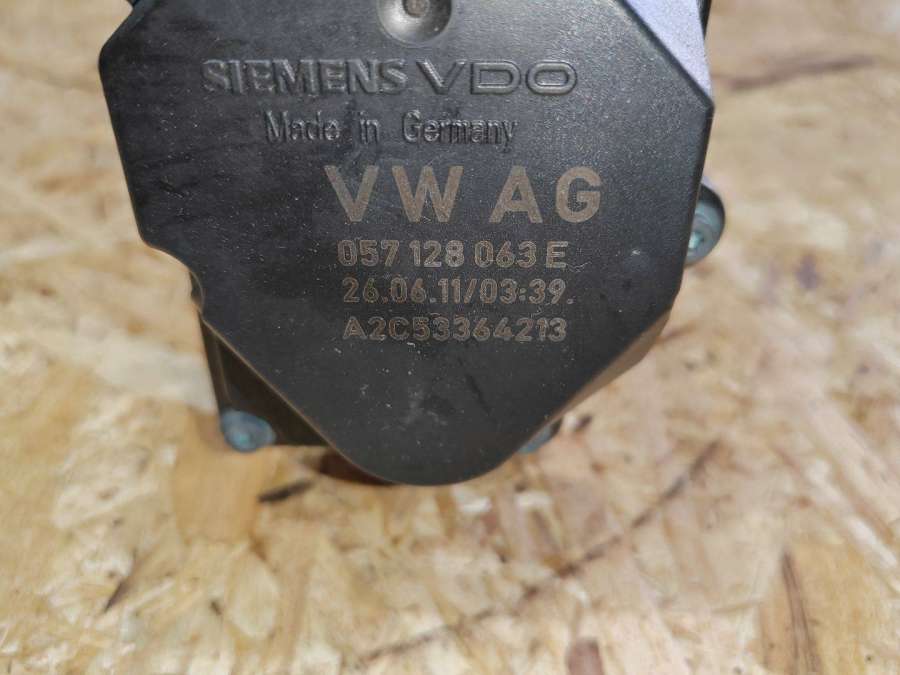 SIEMENS VDO
Made in Germany
VW AG
057 128 063 E
26.06.11/03:39.
A2C53364213